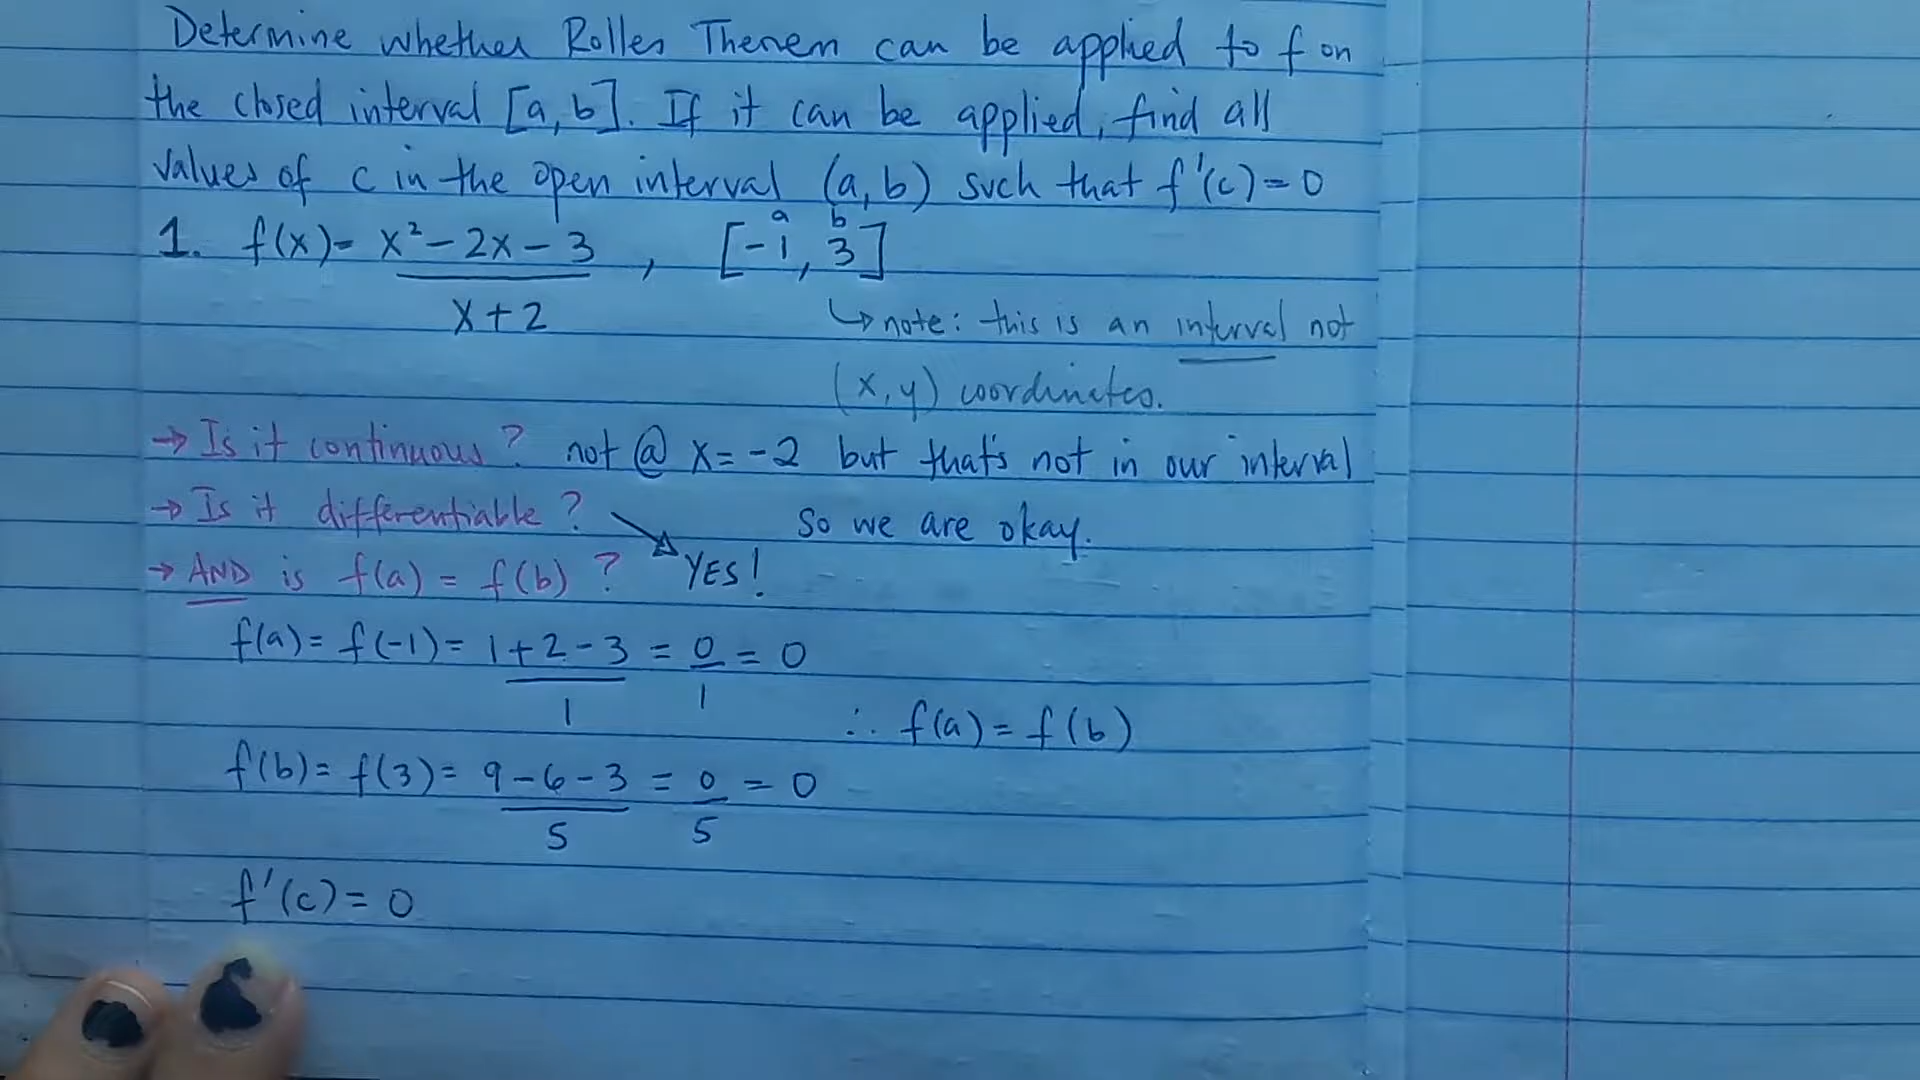 Determine whether Rolles Theorem can be applied to f on
the closed interval [a, b]. If it can be applied, find all
values of c in the open interval (a, b) such that f'(c) = 0
a b
1. f(x) = x² - 2x - 3 , [-1, 3]
x + 2
↳ note: this is an interval not
(x, y) coordinates.
→ Is it continuous? not @ x = -2 but that's not in our interval
→ Is it differentiable? so we are okay.
→ AND is f(a) = f(b) ? YES!
f(a) = f(-1) = 1 + 2 - 3 = 0 = 0
1 1
∴ f(a) = f(b)
f(b) = f(3) = 9 - 6 - 3 = 0 = 0
5 5
f'(c) = 0